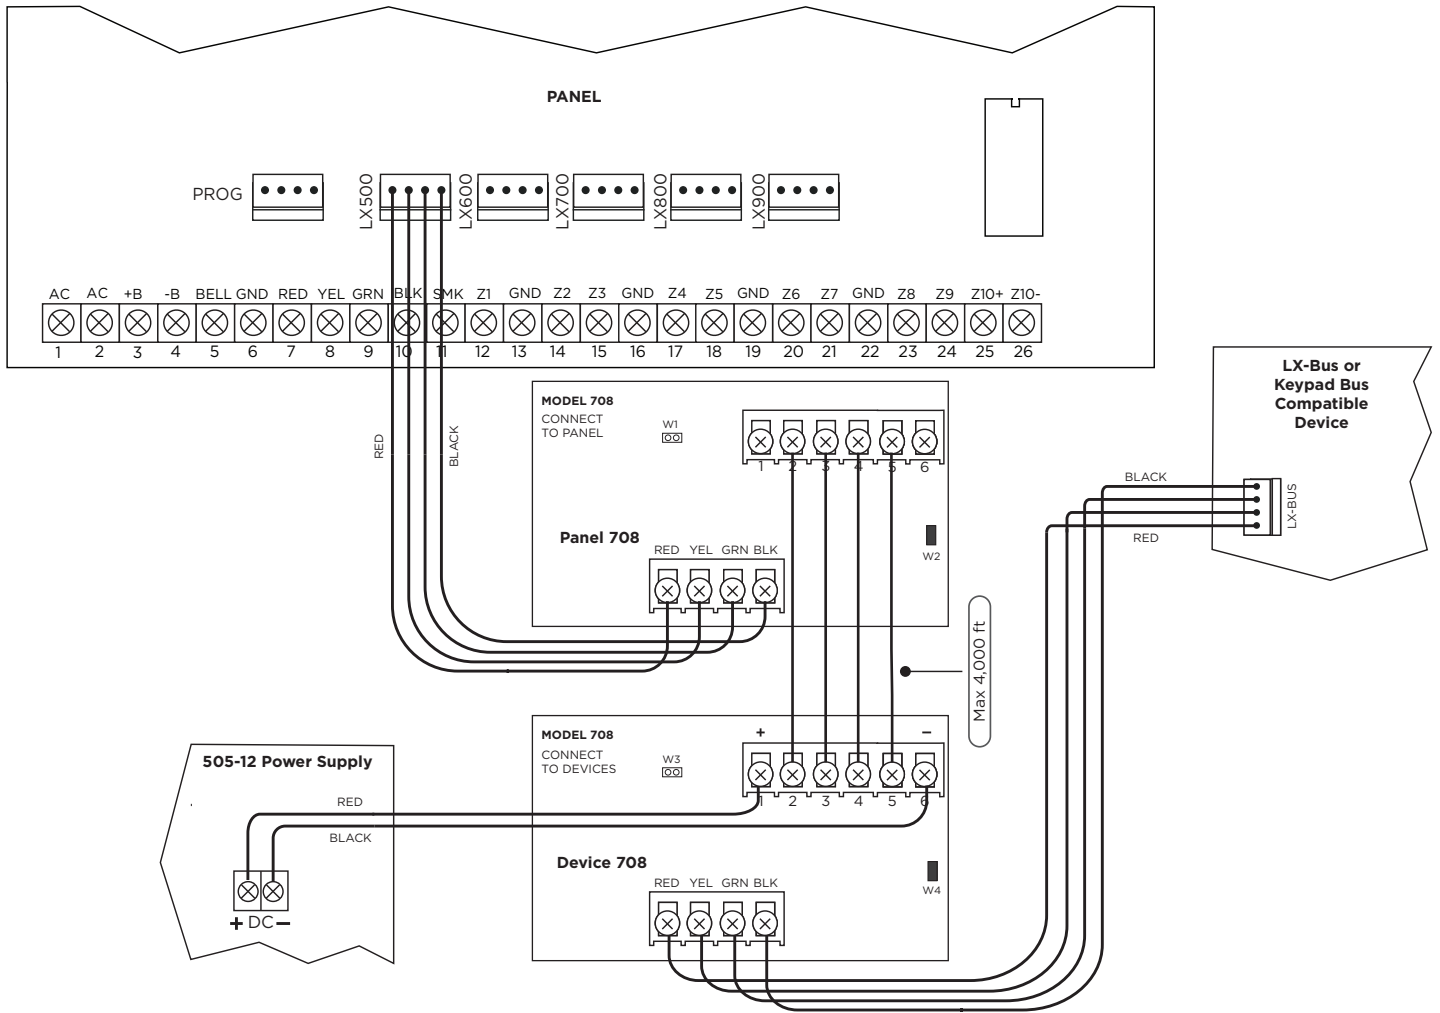 PANEL
PROG
LX500
LX600
LX700
LX800
LX900
AC AC +B -B BELL GND RED YEL GRN BLK SMK Z1 GND Z2 Z3 GND Z4 Z5 GND Z6 Z7 GND Z8 Z9 Z10+ Z10-
1 2 3 4 5 6 7 8 9 10 11 12 13 14 15 16 17 18 19 20 21 22 23 24 25 26
RED
BLACK
MODEL 708
CONNECT
TO PANEL
W1
1 2 3 4 5 6
Panel 708
W2
RED YEL GRN BLK
LX-Bus or
Keypad Bus
Compatible
Device
BLACK
LX-BUS
RED
Max 4,000 ft
MODEL 708
CONNECT
TO DEVICES
W3
+ −
1 2 3 4 5 6
505-12 Power Supply
RED
BLACK
+ DC −
Device 708
W4
RED YEL GRN BLK